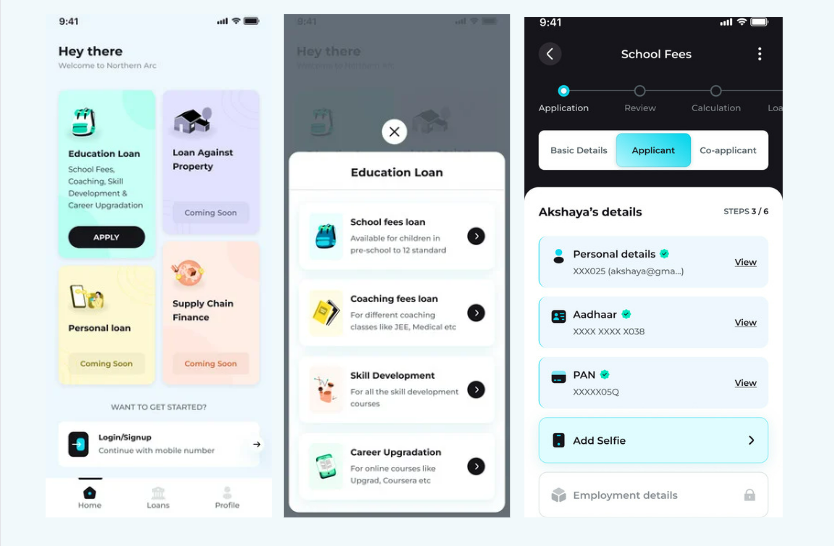 9:41
Hey there
Welcome to Northern Arc
Education Loan
School Fees,
Coaching, Skill
Development &
Career Upgradation
APPLY
Loan Against
Property
Coming Soon
Personal loan
Coming Soon
Supply Chain
Finance
Coming Soon
WANT TO GET STARTED?
Login/Signup
Continue with mobile number
Home
Loans
Profile
9:41
Hey there
Education Loan
School fees loan
Available for children in
pre-school to 12 standard
Coaching fees loan
For different coaching
classes like JEE, Medical etc
Skill Development
For all the skill development
courses
Career Upgradation
For online courses like
Upgrad, Coursera etc
9:41
School Fees
Application
Review
Calculation
Loa
Basic Details
Applicant
Co-applicant
Akshaya's details
STEPS 3 / 6
Personal details
XXX025 (akshaya@gma...)
View
Aadhaar
XXXX XXXX X038
View
PAN
XXXXX05Q
View
Add Selfie
Employment details